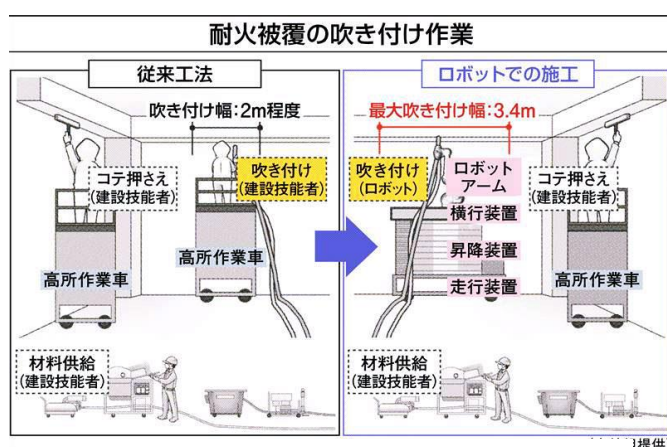 耐火被覆の吹き付け作業
従来工法
吹き付け幅:2m程度
コテ押さえ
(建設技能者)
吹き付け
(建設技能者)
高所作業車
高所作業車
材料供給
(建設技能者)
ロボットでの施工
最大吹き付け幅:3.4m
吹き付け
(ロボット)
ロボット
アーム
横行装置
昇降装置
走行装置
コテ押さえ
(建設技能者)
高所作業車
材料供給
(建設技能者)
提供